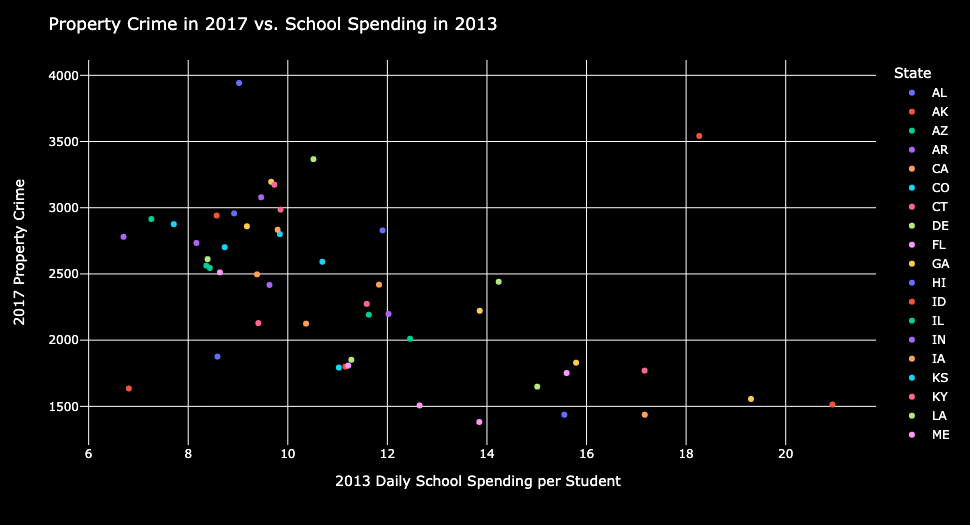 Property Crime in 2017 vs. School Spending in 2013
State
AL
AK
AZ
AR
CA
CO
CT
DE
FL
GA
HI
ID
IL
IN
IA
KS
KY
LA
ME
2017 Property Crime
4000
3500
3000
2500
2000
1500
6 8 10 12 14 16 18 20
2013 Daily School Spending per Student